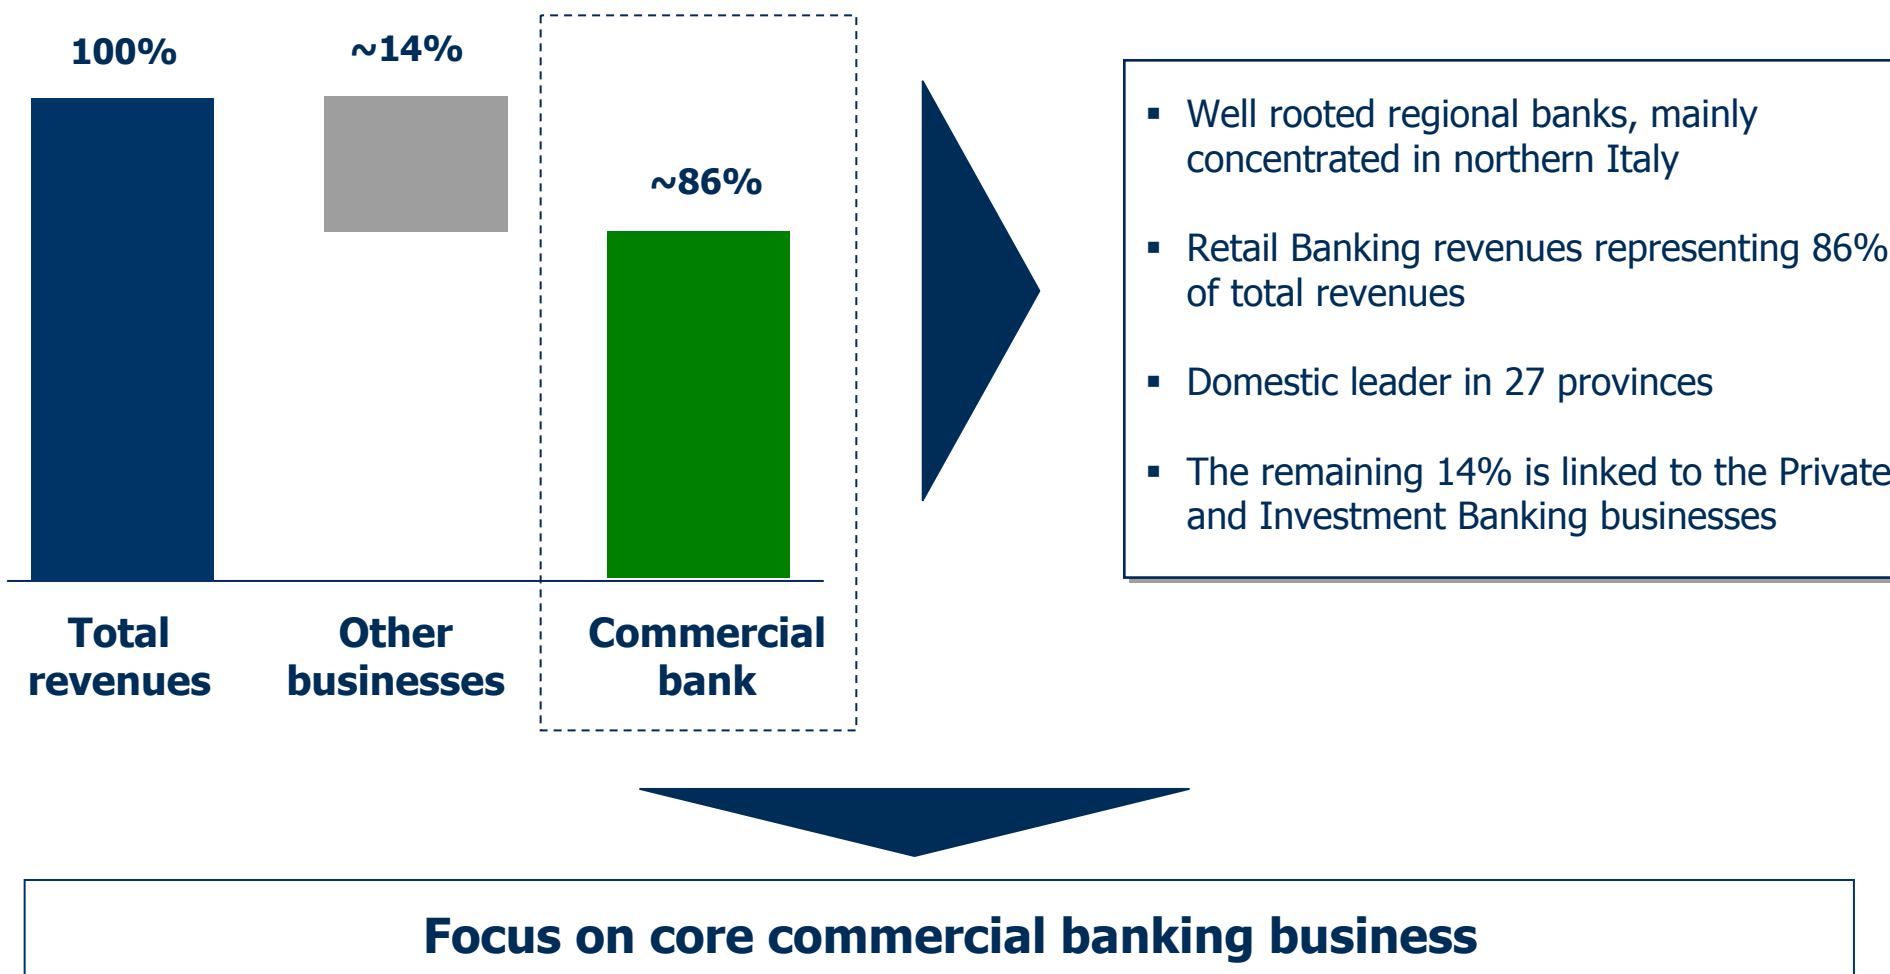 100%
~14%
~86%
Total
revenues
Other
businesses
Commercial
bank
▪ Well rooted regional banks, mainly
concentrated in northern Italy
▪ Retail Banking revenues representing 86%
of total revenues
▪ Domestic leader in 27 provinces
▪ The remaining 14% is linked to the Private
and Investment Banking businesses
Focus on core commercial banking business